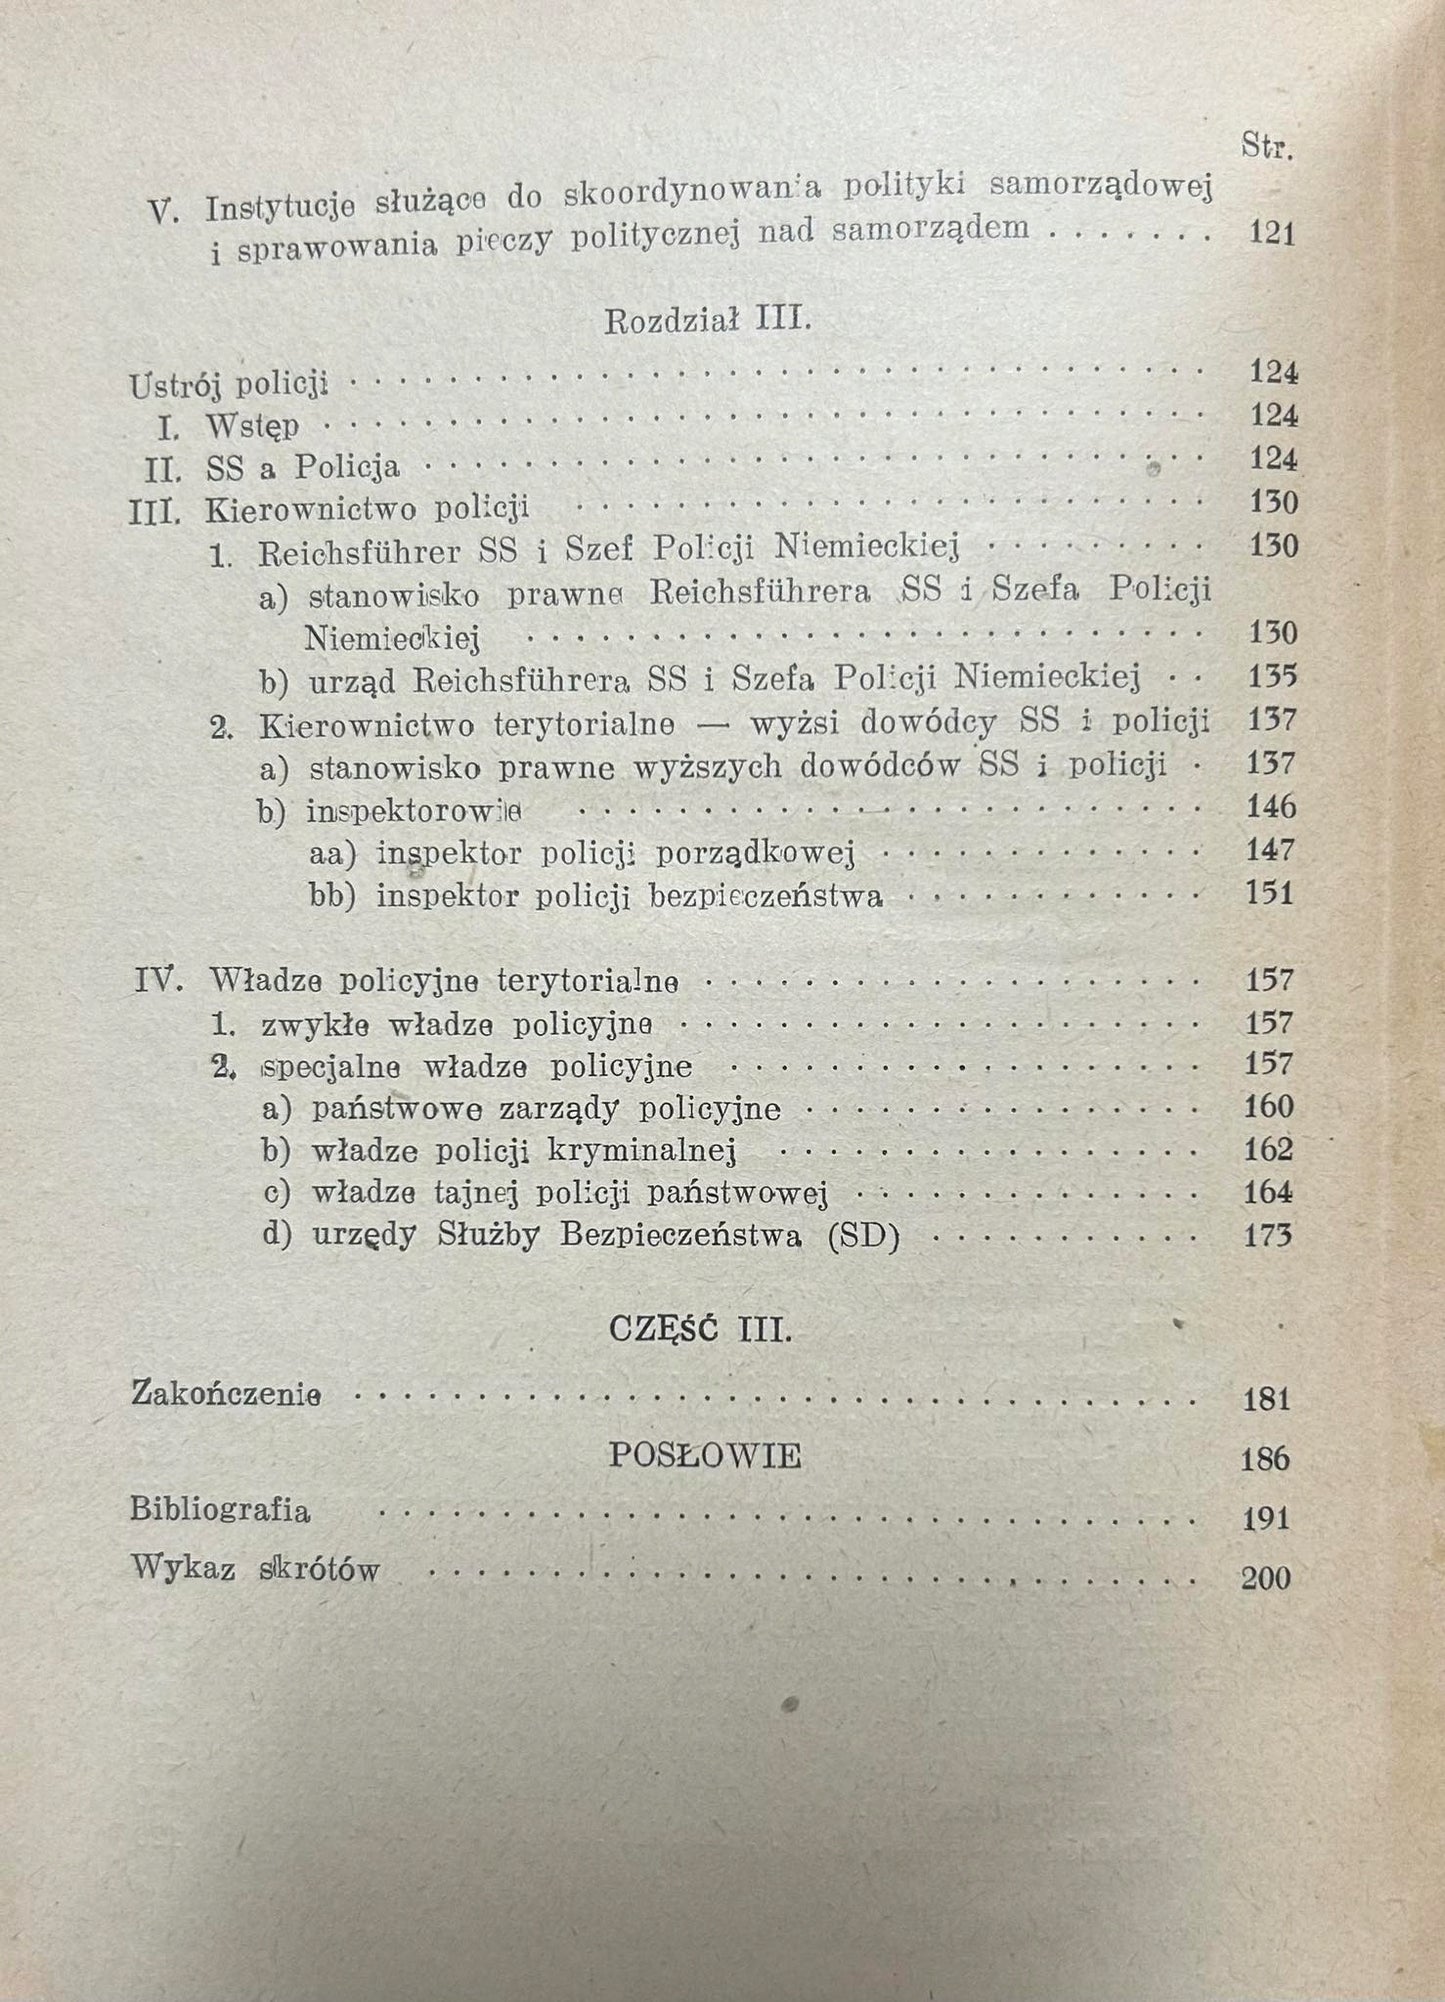 Str.
V. Instytucje służące do skoordynowania polityki samorządowej
i sprawowania pieczy politycznej nad samorządem . . . . . . . 121
Rozdział III.
Ustrój policji . . . . . . . . . . . . . . . . . . . . . . . . . . . . . . . . . . 124
I. Wstęp . . . . . . . . . . . . . . . . . . . . . . . . . . . . . . . . . . . 124
II. SS a Policja . . . . . . . . . . . . . . . . . . . . . . . . . . . . . . . 124
III. Kierownictwo policji . . . . . . . . . . . . . . . . . . . . . . . . . 130
1. Reichsführer SS i Szef Policji Niemieckiej . . . . . . . . . 130
a) stanowisko prawne Reichsführera SS i Szefa Policji
Niemieckiej . . . . . . . . . . . . . . . . . . . . . . . . . . . 130
b) urząd Reichsführera SS i Szefa Policji Niemieckiej . . 135
2. Kierownictwo terytorialne — wyżsi dowódcy SS i policji 137
a) stanowisko prawne wyższych dowódców SS i policji . 137
b) inspektorowie . . . . . . . . . . . . . . . . . . . . . . . . . 146
aa) inspektor policji porządkowej . . . . . . . . . . . . . 147
bb) inspektor policji bezpieczeństwa . . . . . . . . . . . . 151
IV. Władze policyjne terytorialne . . . . . . . . . . . . . . . . . . . . 157
1. zwykłe władze policyjne . . . . . . . . . . . . . . . . . . . . . 157
2. specjalne władze policyjne . . . . . . . . . . . . . . . . . . . 157
a) państwowe zarządy policyjne . . . . . . . . . . . . . . . . 160
b) władze policji kryminalnej . . . . . . . . . . . . . . . . . 162
c) władze tajnej policji państwowej . . . . . . . . . . . . . . 164
d) urzędy Służby Bezpieczeństwa (SD) . . . . . . . . . . . 173
CZĘŚĆ III.
Zakończenie . . . . . . . . . . . . . . . . . . . . . . . . . . . . . . . . . . 181
POSŁOWIE 186
Bibliografia . . . . . . . . . . . . . . . . . . . . . . . . . . . . . . . . . 191
Wykaz skrótów . . . . . . . . . . . . . . . . . . . . . . . . . . . . . . . 200